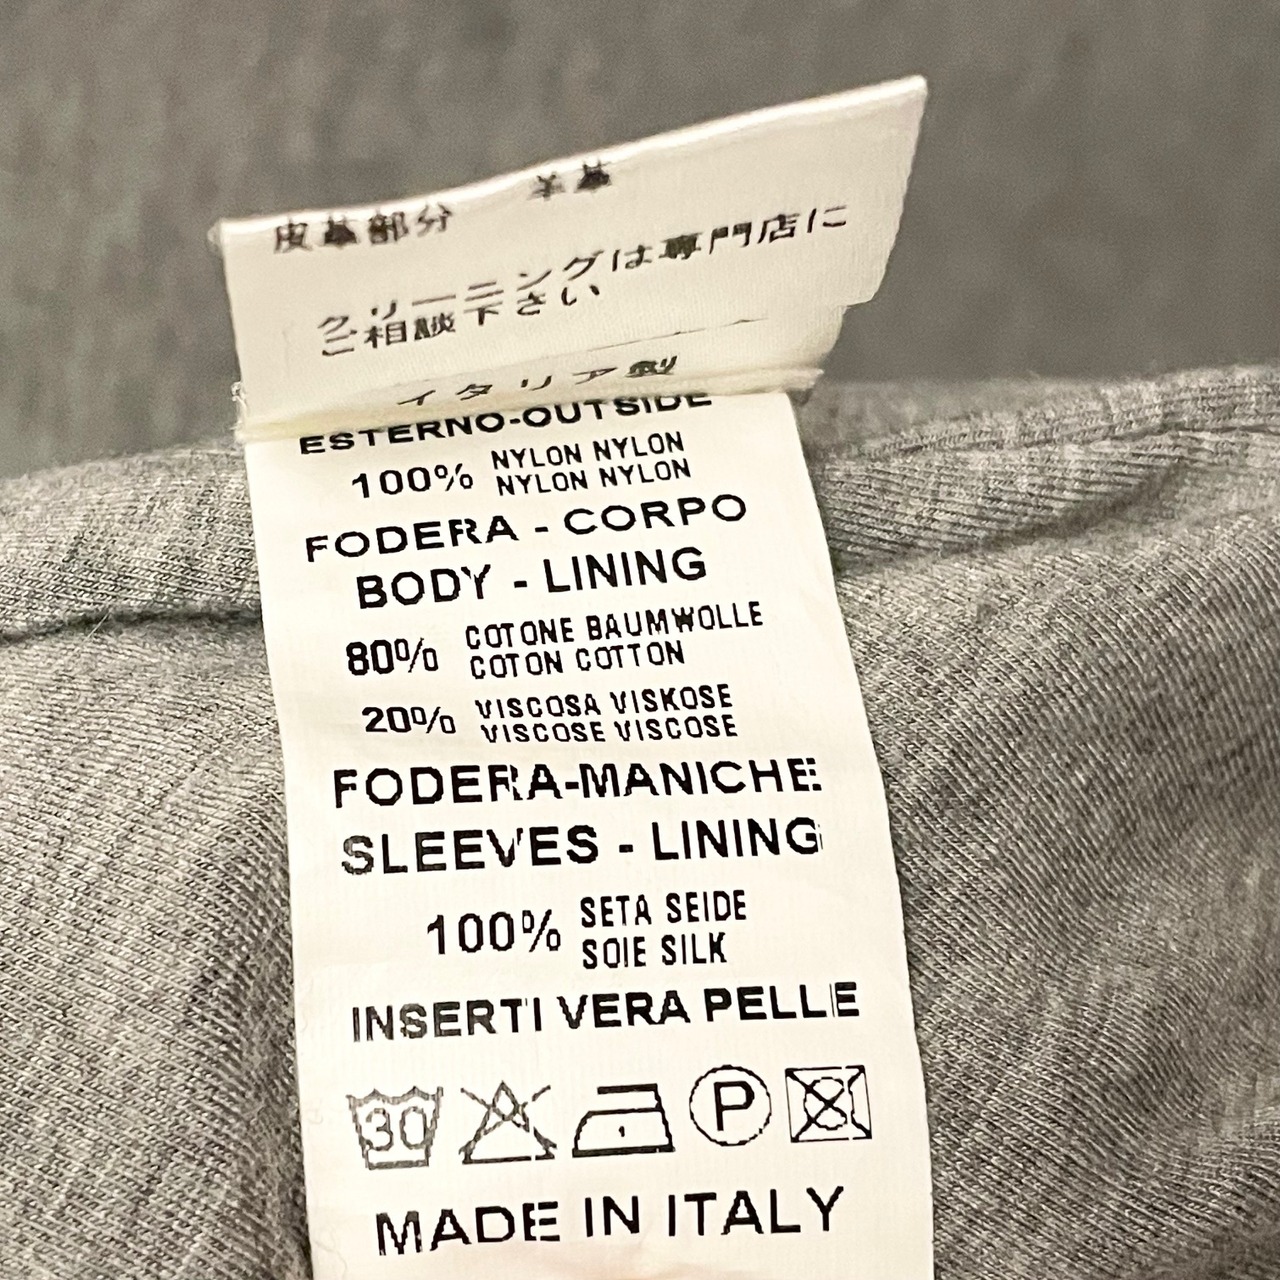 皮革部分 羊革
クリーニングは専門店に
ご相談下さい
イタリア製
ESTERNO-OUTSIDE
100% NYLON NYLON
NYLON NYLON
FODERA - CORPO
BODY - LINING
80% COTONE BAUMWOLLE
COTON COTTON
20% VISCOSA VISKOSE
VISCOSE VISCOSE
FODERA-MANICHE
SLEEVES - LINING
100% SETA SEIDE
SOIE SILK
INSERTI VERA PELLE
30 P
MADE IN ITALY